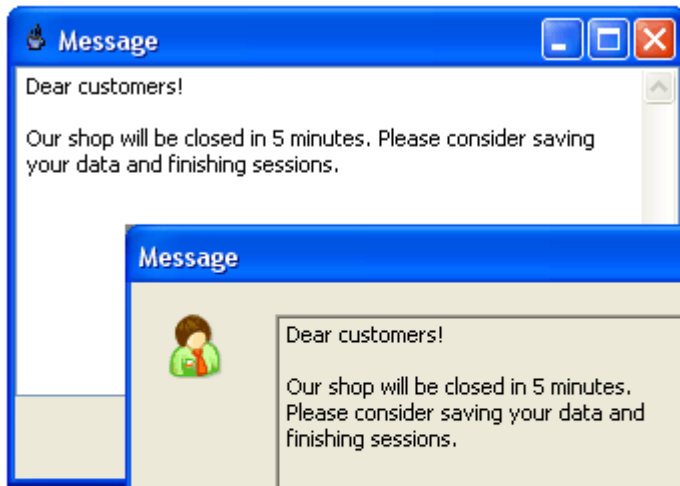 Message
Dear customers!
Our shop will be closed in 5 minutes. Please consider saving
your data and finishing sessions.
Message
Dear customers!
Our shop will be closed in 5 minutes.
Please consider saving your data and
finishing sessions.